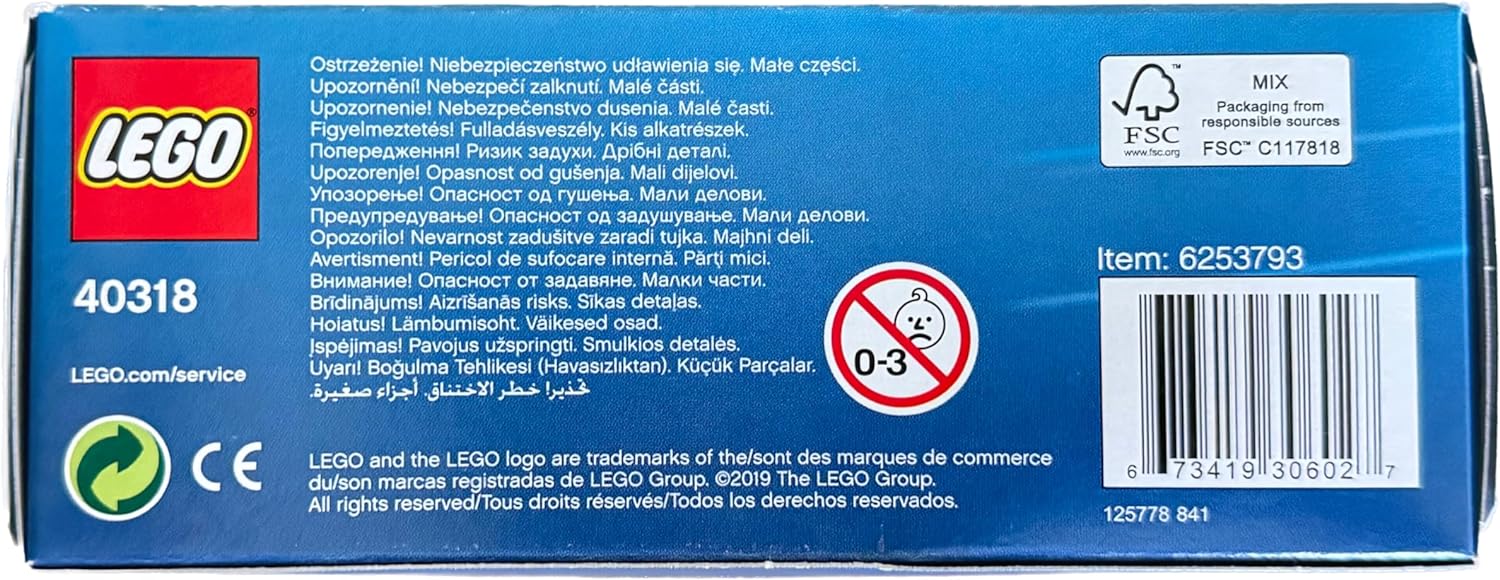 LEGO®
40318
LEGO.com/service
CE
Ostrzeżenie! Niebezpieczeństwo udławienia się. Małe części.
Upozornění! Nebezpečí zalknutí. Malé části.
Upozornenie! Nebezpečenstvo dusenia. Malé časti.
Figyelmeztetés! Fulladásveszély. Kis alkatrészek.
Попередження! Ризик задухи. Дрібні деталі.
Upozorenje! Opasnost od gušenja. Mali dijelovi.
Упозорење! Опасност од гушења. Мали делови.
Предупредување! Опасност од задушување. Мали делови.
Opozorilo! Nevarnost zadušitve zaradi tujka. Majhni deli.
Avertisment! Pericol de sufocare internă. Părţi mici.
Внимание! Опасност от задавяне. Малки части.
Brīdinājums! Aizrīšanās risks. Sīkas detaļas.
Hoiatus! Lämbumisoht. Väikesed osad.
Įspėjimas! Pavojus užspringti. Smulkios detalės.
Uyarı! Boğulma Tehlikesi (Havasızlıktan). Küçük Parçalar.
تحذير! خطر الاختناق. أجزاء صغيرة.
0-3
LEGO and the LEGO logo are trademarks of the/sont des marques de commerce
du/son marcas registradas de LEGO Group. ©2019 The LEGO Group.
All rights reserved/Tous droits réservés/Todos los derechos reservados.
FSC
www.fsc.org
MIX
Packaging from
responsible sources
FSC™ C117818
Item: 6253793
6 73419 30602 7
125778 841